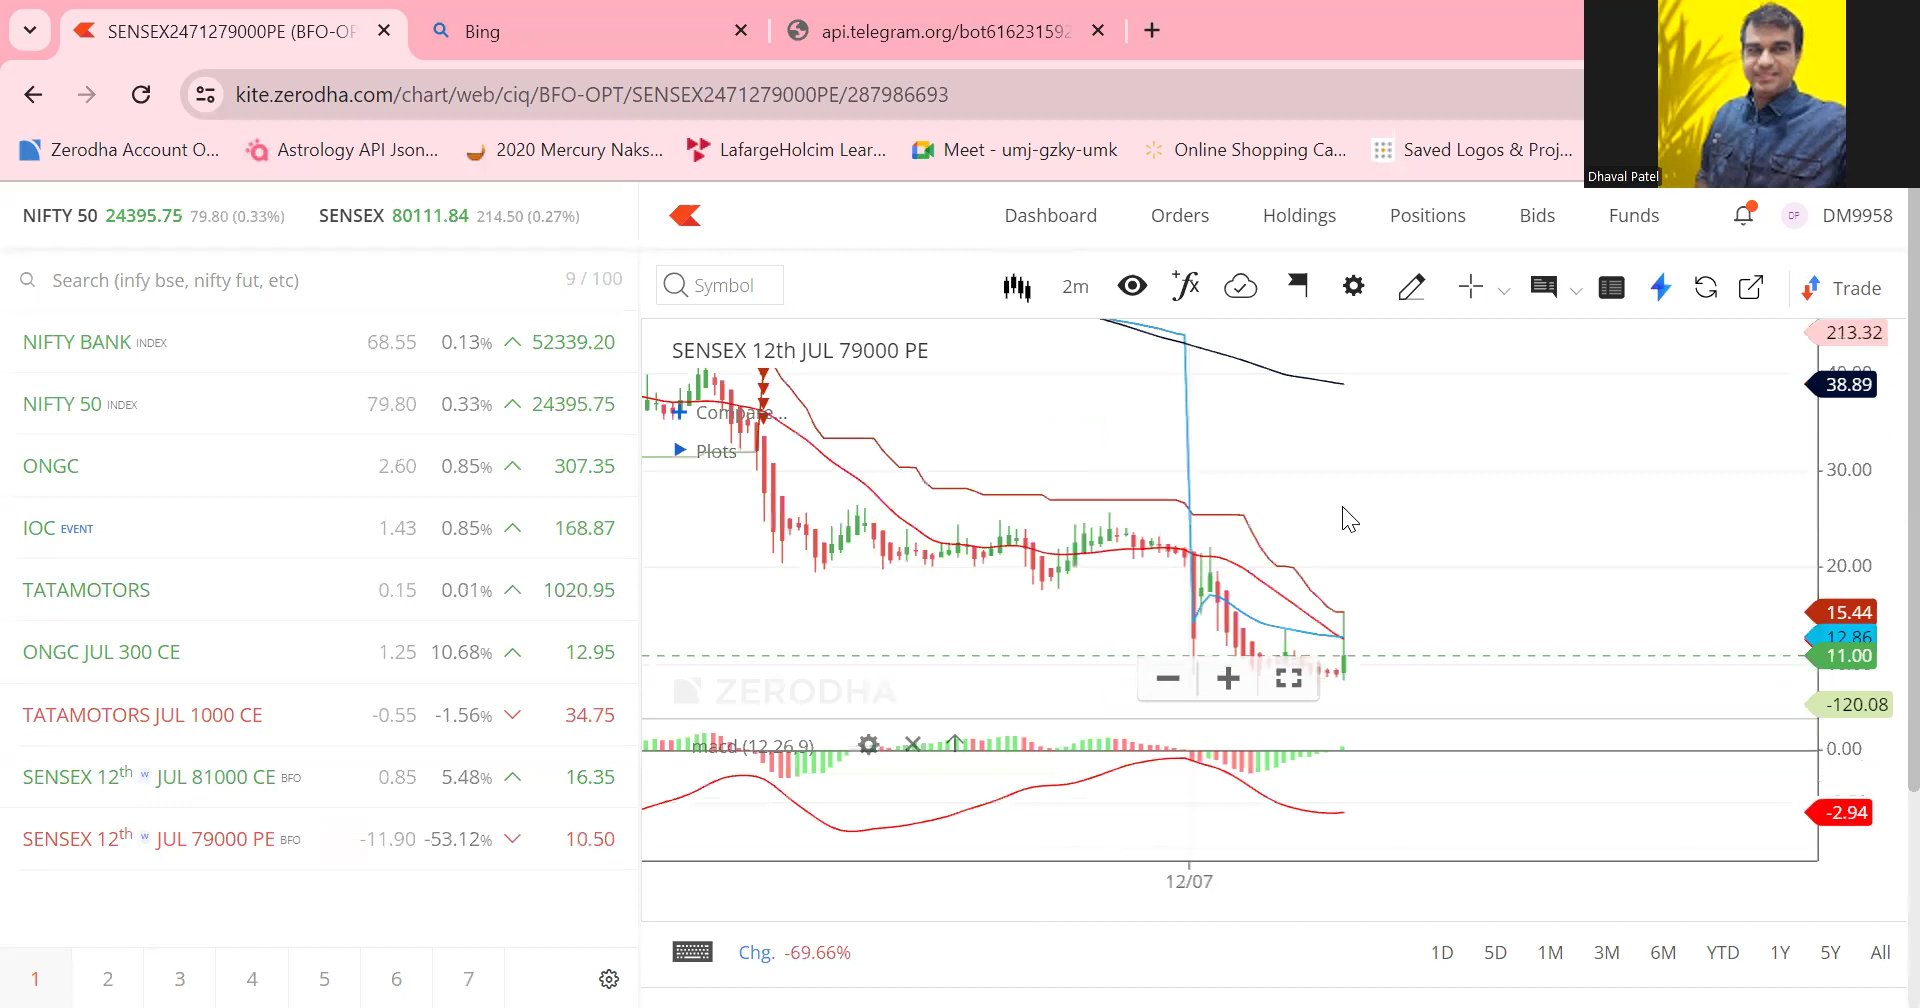 SENSEX2471279000PE (BFO-OP
Bing
api.telegram.org/bot616231592
kite.zerodha.com/chart/web/ciq/BFO-OPT/SENSEX2471279000PE/287986693
Zerodha Account O...
Astrology API Json...
2020 Mercury Naks...
LafargeHolcim Lear...
Meet - umj-gzky-umk
Online Shopping Ca...
Saved Logos & Proj...
Dhaval Patel
NIFTY 50 24395.75 79.80 (0.33%) SENSEX 80111.84 214.50 (0.27%)
Dashboard Orders Holdings Positions Bids Funds DP DM9958
Search (infy bse, nifty fut, etc) 9 / 100
Symbol 2m Trade
NIFTY BANK INDEX 68.55 0.13% 52339.20
NIFTY 50 INDEX 79.80 0.33% 24395.75
ONGC 2.60 0.85% 307.35
IOC EVENT 1.43 0.85% 168.87
TATAMOTORS 0.15 0.01% 1020.95
ONGC JUL 300 CE 1.25 10.68% 12.95
TATAMOTORS JUL 1000 CE -0.55 -1.56% 34.75
SENSEX 12th w JUL 81000 CE BFO 0.85 5.48% 16.35
SENSEX 12th w JUL 79000 PE BFO -11.90 -53.12% 10.50
1 2 3 4 5 6 7
SENSEX 12th JUL 79000 PE
Compare...
Plots
213.32
40.00
38.89
30.00
20.00
15.44
12.86
11.00
-120.08
ZERODHA
macd (12,26,9)
0.00
-2.94
12/07
Chg. -69.66%
1D 5D 1M 3M 6M YTD 1Y 5Y All